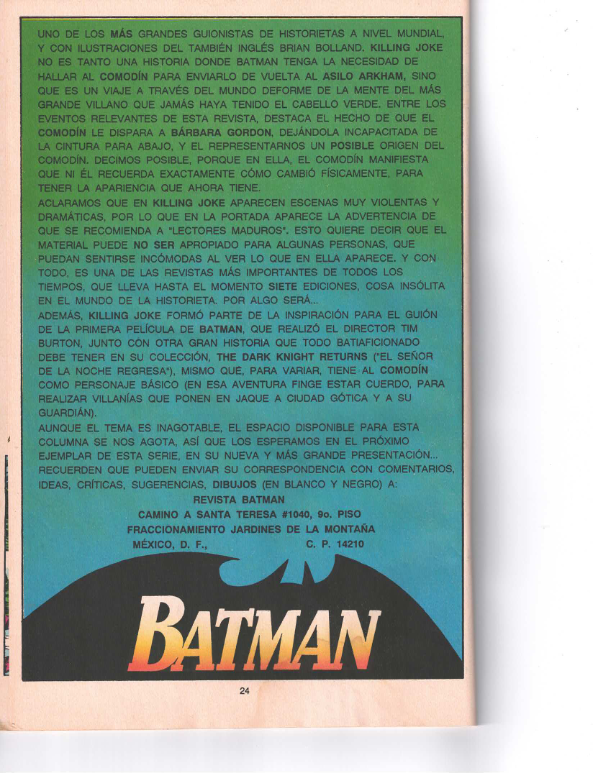 UNO DE LOS MÁS GRANDES GUIONISTAS DE HISTORIETAS A NIVEL MUNDIAL,
Y CON ILUSTRACIONES DEL TAMBIÉN INGLÉS BRIAN BOLLAND. KILLING JOKE
NO ES TANTO UNA HISTORIA DONDE BATMAN TENGA LA NECESIDAD DE
HALLAR AL COMODÍN PARA ENVIARLO DE VUELTA AL ASILO ARKHAM, SINO
QUE ES UN VIAJE A TRAVÉS DEL MUNDO DEFORME DE LA MENTE DEL MÁS
GRANDE VILLANO QUE JAMÁS HAYA TENIDO EL CABELLO VERDE. ENTRE LOS
EVENTOS RELEVANTES DE ESTA REVISTA, DESTACA EL HECHO DE QUE EL
COMODÍN LE DISPARA A BÁRBARA GORDON, DEJÁNDOLA INCAPACITADA DE
LA CINTURA PARA ABAJO, Y EL REPRESENTARNOS UN POSIBLE ORIGEN DEL
COMODÍN. DECIMOS POSIBLE, PORQUE EN ELLA, EL COMODÍN MANIFIESTA
QUE NI ÉL RECUERDA EXACTAMENTE CÓMO CAMBIÓ FÍSICAMENTE, PARA
TENER LA APARIENCIA QUE AHORA TIENE.
ACLARAMOS QUE EN KILLING JOKE APARECEN ESCENAS MUY VIOLENTAS Y
DRAMÁTICAS, POR LO QUE EN LA PORTADA APARECE LA ADVERTENCIA DE
QUE SE RECOMIENDA A "LECTORES MADUROS". ESTO QUIERE DECIR QUE EL
MATERIAL PUEDE NO SER APROPIADO PARA ALGUNAS PERSONAS, QUE
PUEDAN SENTIRSE INCÓMODAS AL VER LO QUE EN ELLA APARECE. Y CON
TODO, ES UNA DE LAS REVISTAS MÁS IMPORTANTES DE TODOS LOS
TIEMPOS, QUE LLEVA HASTA EL MOMENTO SIETE EDICIONES, COSA INSÓLITA
EN EL MUNDO DE LA HISTORIETA. POR ALGO SERÁ...
ADEMÁS, KILLING JOKE FORMÓ PARTE DE LA INSPIRACIÓN PARA EL GUIÓN
DE LA PRIMERA PELÍCULA DE BATMAN, QUE REALIZÓ EL DIRECTOR TIM
BURTON, JUNTO CÓN OTRA GRAN HISTORIA QUE TODO BATIAFICIONADO
DEBE TENER EN SU COLECCIÓN, THE DARK KNIGHT RETURNS ("EL SEÑOR
DE LA NOCHE REGRESA"), MISMO QUÉ, PARA VARIAR, TIENE AL COMODÍN
COMO PERSONAJE BÁSICO (EN ESA AVENTURA FINGE ESTAR CUERDO, PARA
REALIZAR VILLANÍAS QUE PONEN EN JAQUE A CIUDAD GÓTICA Y A SU
GUARDIÁN).
AUNQUE EL TEMA ES INAGOTABLE, EL ESPACIO DISPONIBLE PARA ESTA
COLUMNA SE NOS AGOTA, ASÍ QUE LOS ESPERAMOS EN EL PRÓXIMO
EJEMPLAR DE ESTA SERIE, EN SU NUEVA Y MÁS GRANDE PRESENTACIÓN...
RECUERDEN QUE PUEDEN ENVIAR SU CORRESPONDENCIA CON COMENTARIOS,
IDEAS, CRÍTICAS, SUGERENCIAS, DIBUJOS (EN BLANCO Y NEGRO) A:
REVISTA BATMAN
CAMINO A SANTA TERESA #1040, 9o. PISO
FRACCIONAMIENTO JARDINES DE LA MONTAÑA
MÉXICO, D. F., C. P. 14210
BATMAN
24